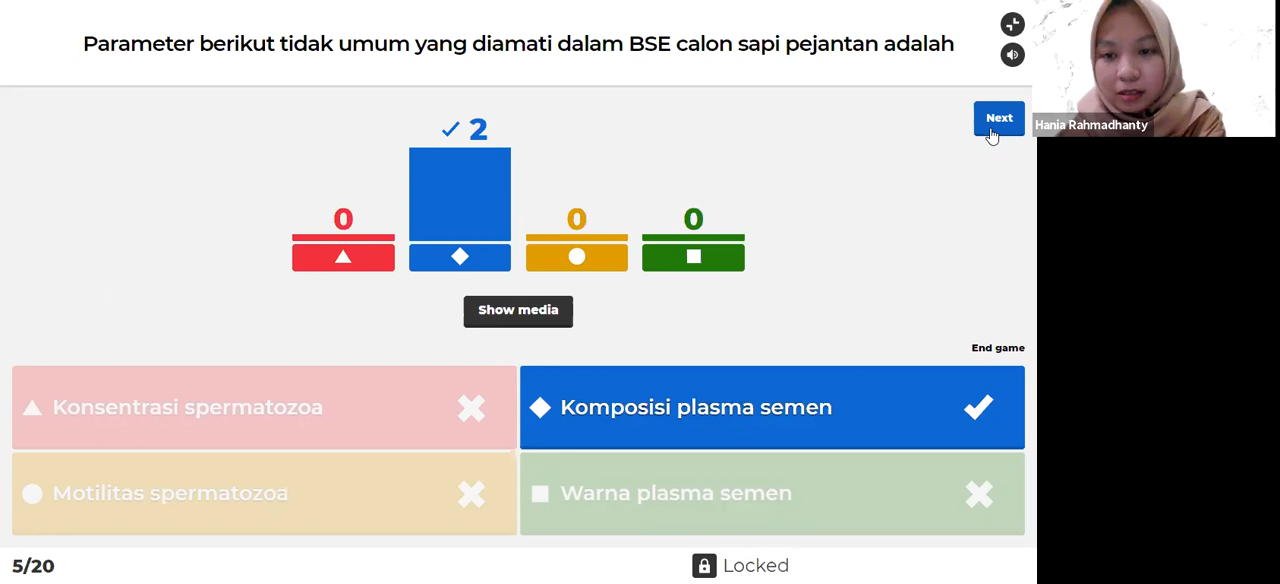 Parameter berikut tidak umum yang diamati dalam BSE calon sapi pejantan adalah
Next
Hania Rahmadhanty
2
0
0
0
Show media
End game
Konsentrasi spermatozoa
Komposisi plasma semen
Motilitas spermatozoa
Warna plasma semen
5/20
Locked